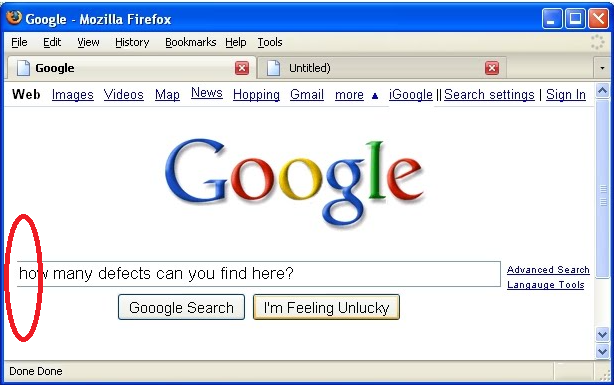 Google - Mozilla Firefox
File Edit View History Bookmarks Help Tools
Google Untitled)
Web Images Videos Map News Hopping Gmail more ▲ iGoogle || Search settings | Sign In
Google
how many defects can you find here?
Advanced Search
Langauge Tools
Gooogle Search I'm Feeling Unlucky
Done Done